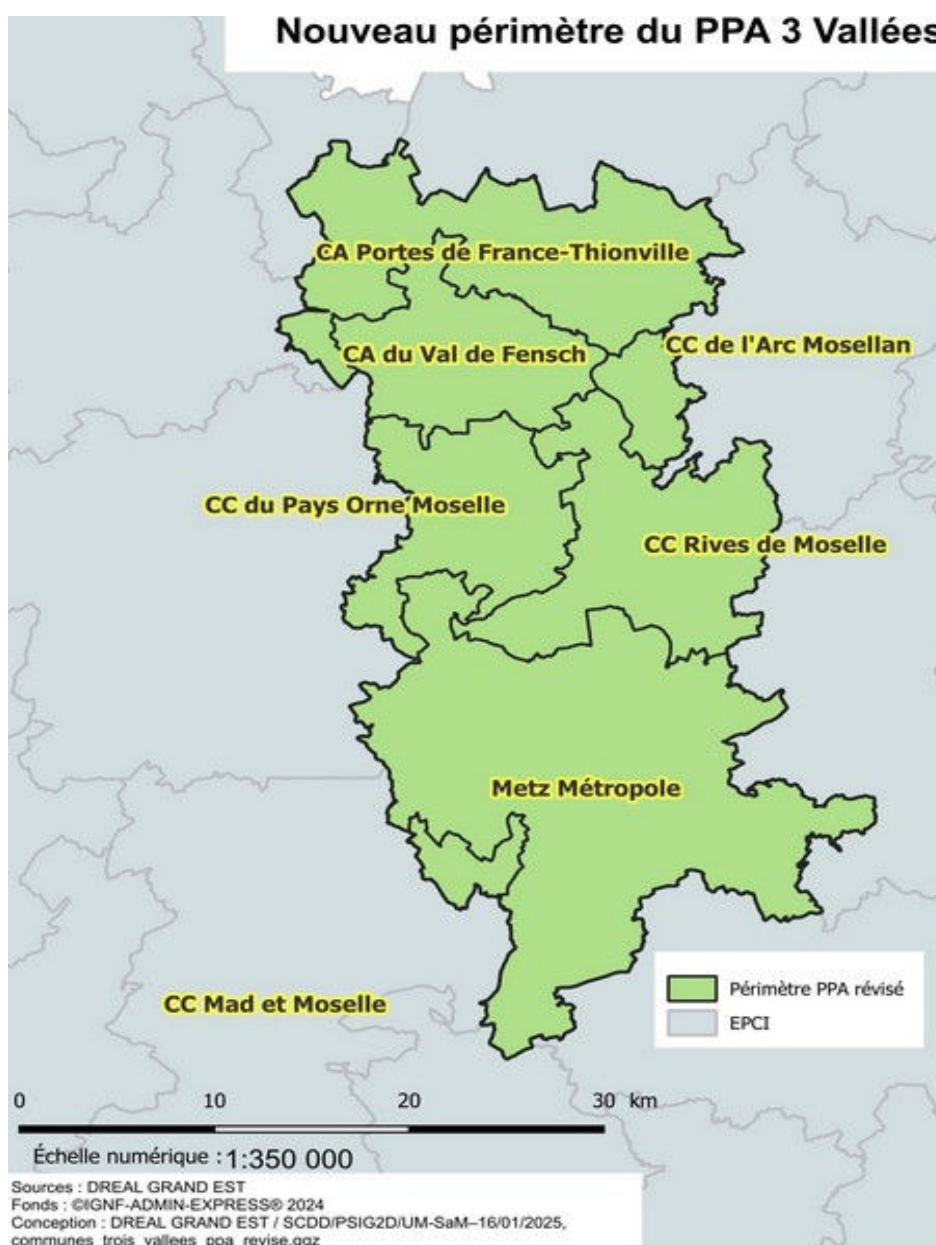 Nouveau périmètre du PPA 3 Vallées
CA Portes de France-Thionville
CC de l'Arc Mosellan
CA du Val de Fensch
CC du Pays Orne Moselle
CC Rives de Moselle
Metz Métropole
CC Mad et Moselle
Périmètre PPA révisé
EPCI
0 10 20 30 km
Échelle numérique : 1:350 000
Sources : DREAL GRAND EST
Fonds : ©IGNF-ADMIN-EXPRESS® 2024
Conception : DREAL GRAND EST / SCDD/PSIG2D/UM-SaM–16/01/2025,
communes_trois_vallees_ppa_revise.qgz